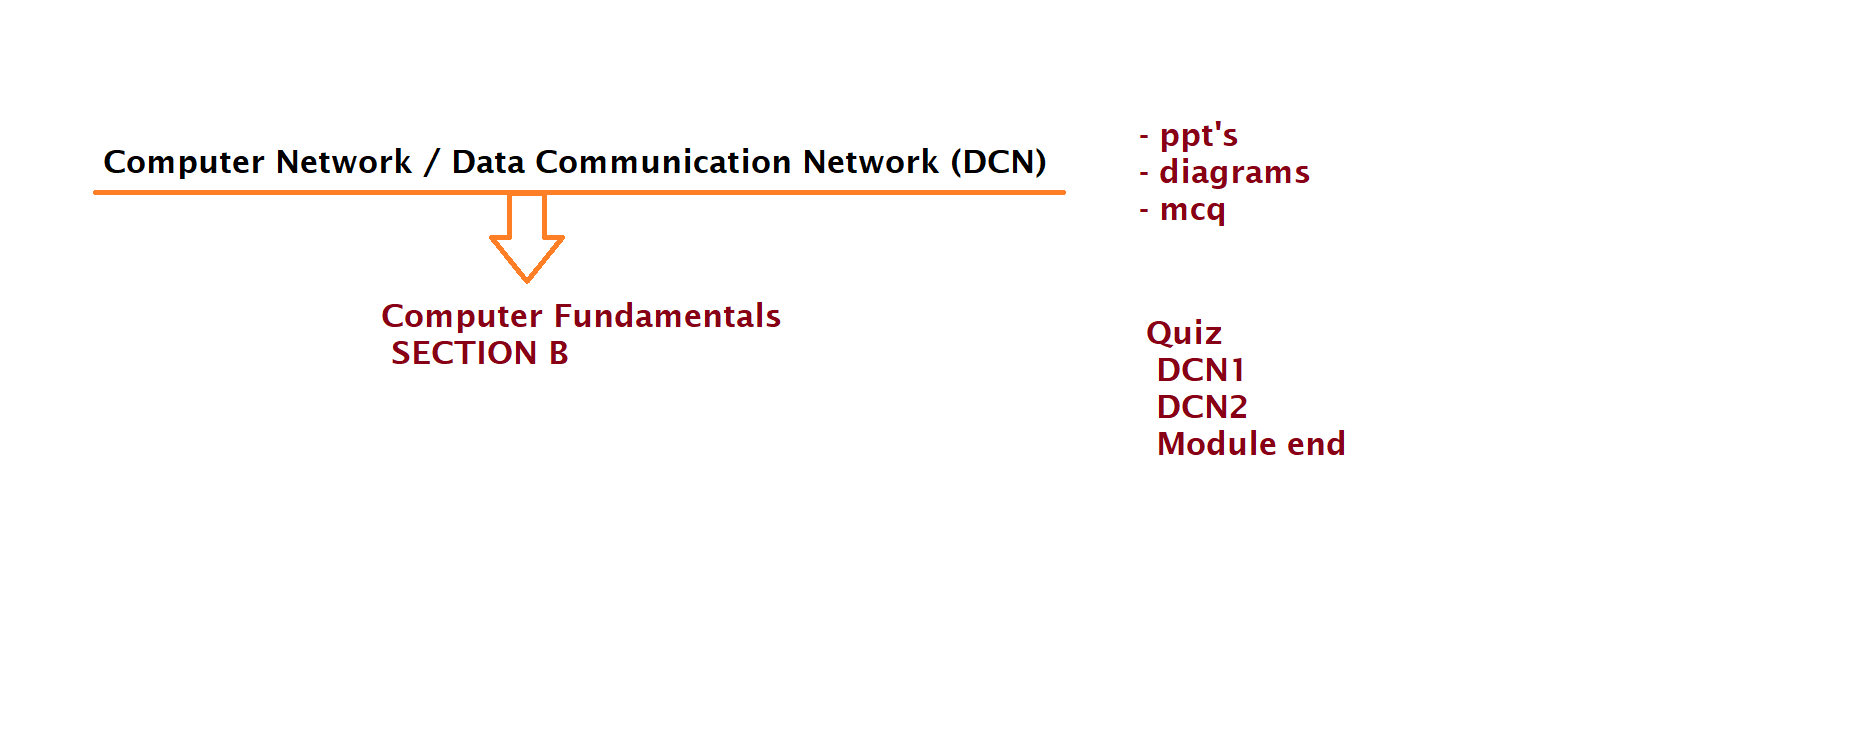 Computer Network / Data Communication Network (DCN)
Computer Fundamentals
SECTION B
- ppt's
- diagrams
- mcq
Quiz
DCN1
DCN2
Module end